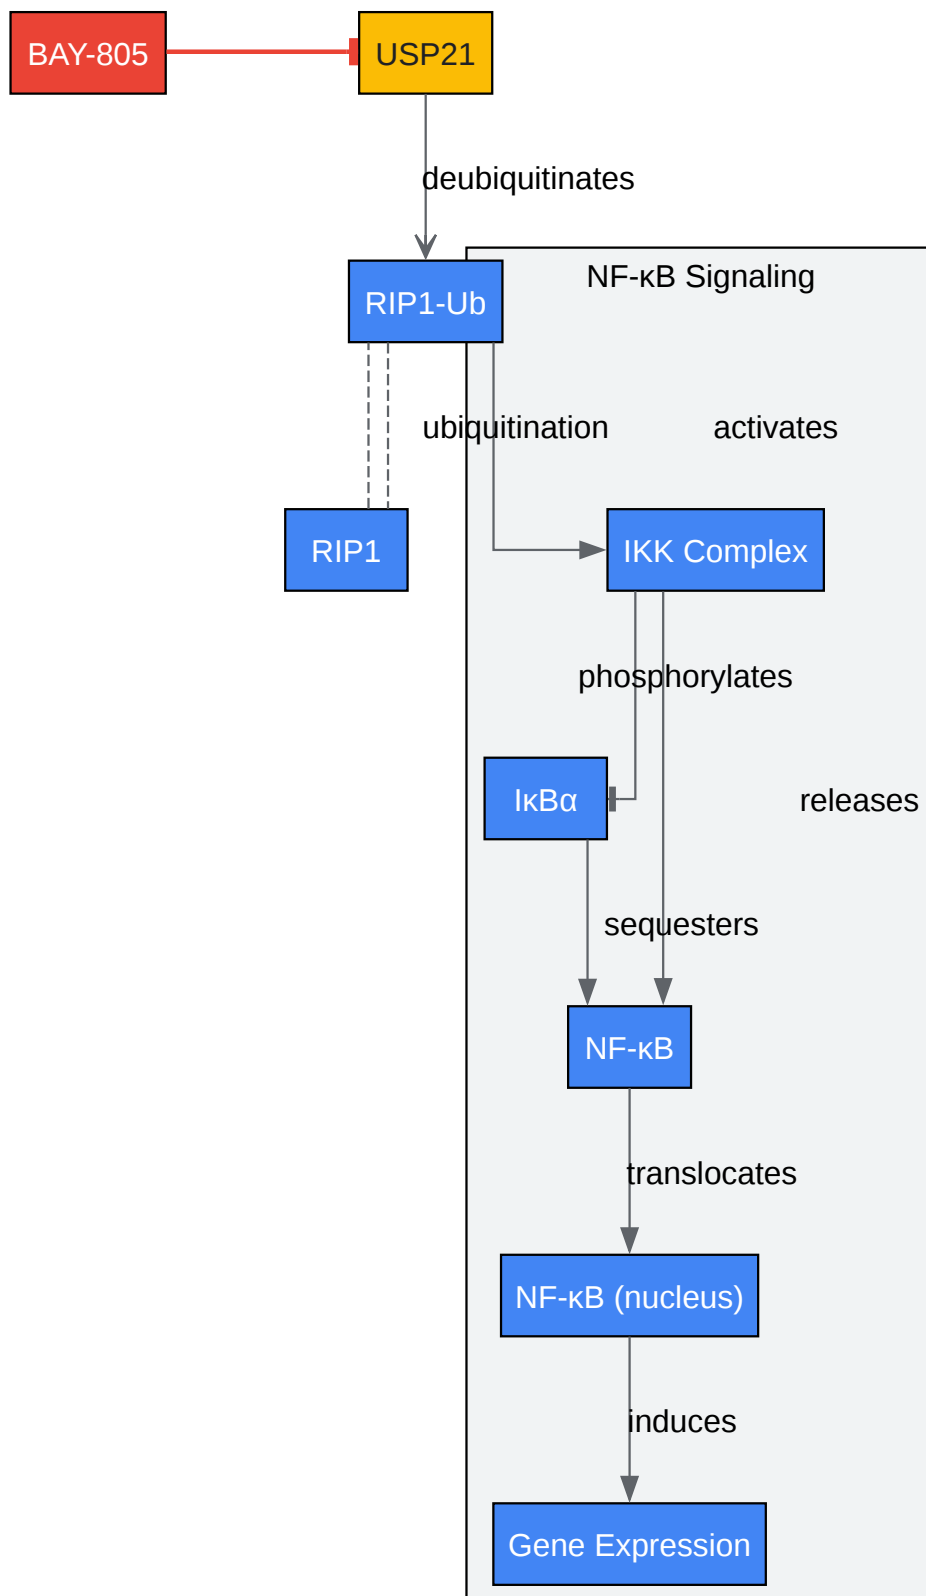 BAY-805
USP21
deubiquitinates
NF-κB Signaling
RIP1-Ub
ubiquitination
activates
RIP1
IKK Complex
phosphorylates
IκBα
releases
sequesters
NF-κB
translocates
NF-κB (nucleus)
induces
Gene Expression